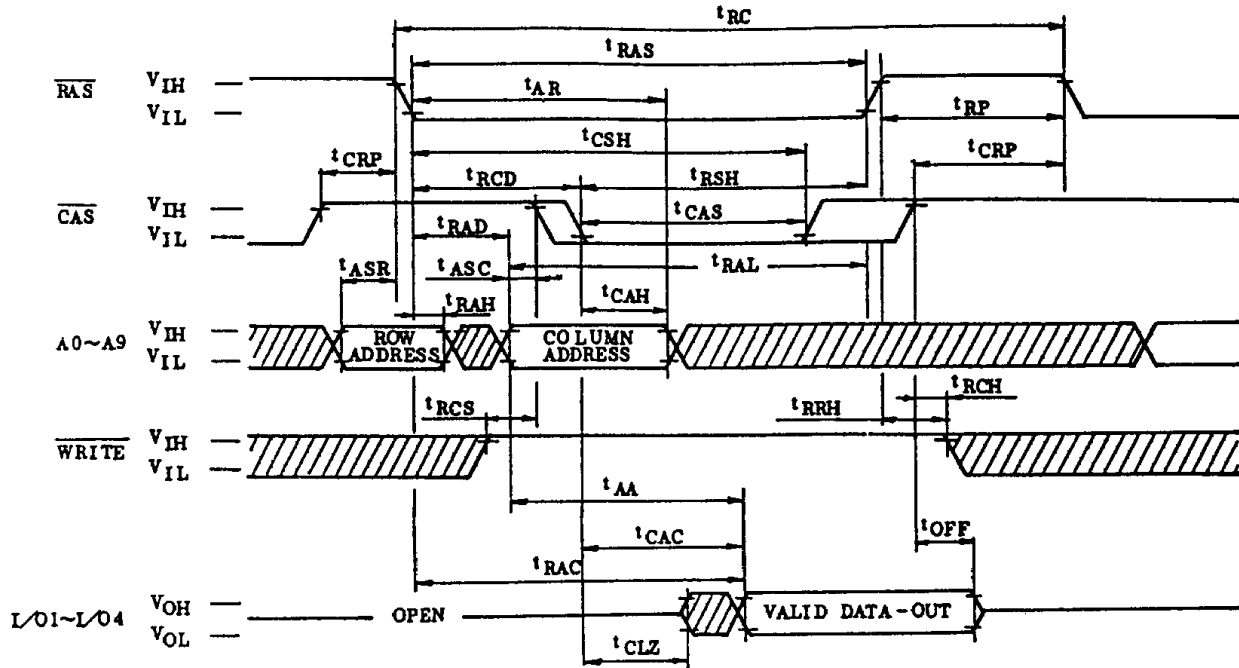 tRC
tRAS
RAS VIH
VIL
tAR
tRP
tCSH
tCRP
tCRP
tRCD
tRSH
CAS VIH
VIL
tCAS
tRAD
tRAL
tASR
tASC
tCAH
tRAH
A0~A9 VIH
VIL
ROW ADDRESS
COLUMN ADDRESS
tRCH
tRCS
tRRH
WRITE VIH
VIL
tAA
tOFF
tCAC
tRAC
I/O1~I/O4 VOH
VOL
OPEN
VALID DATA-OUT
tCLZ